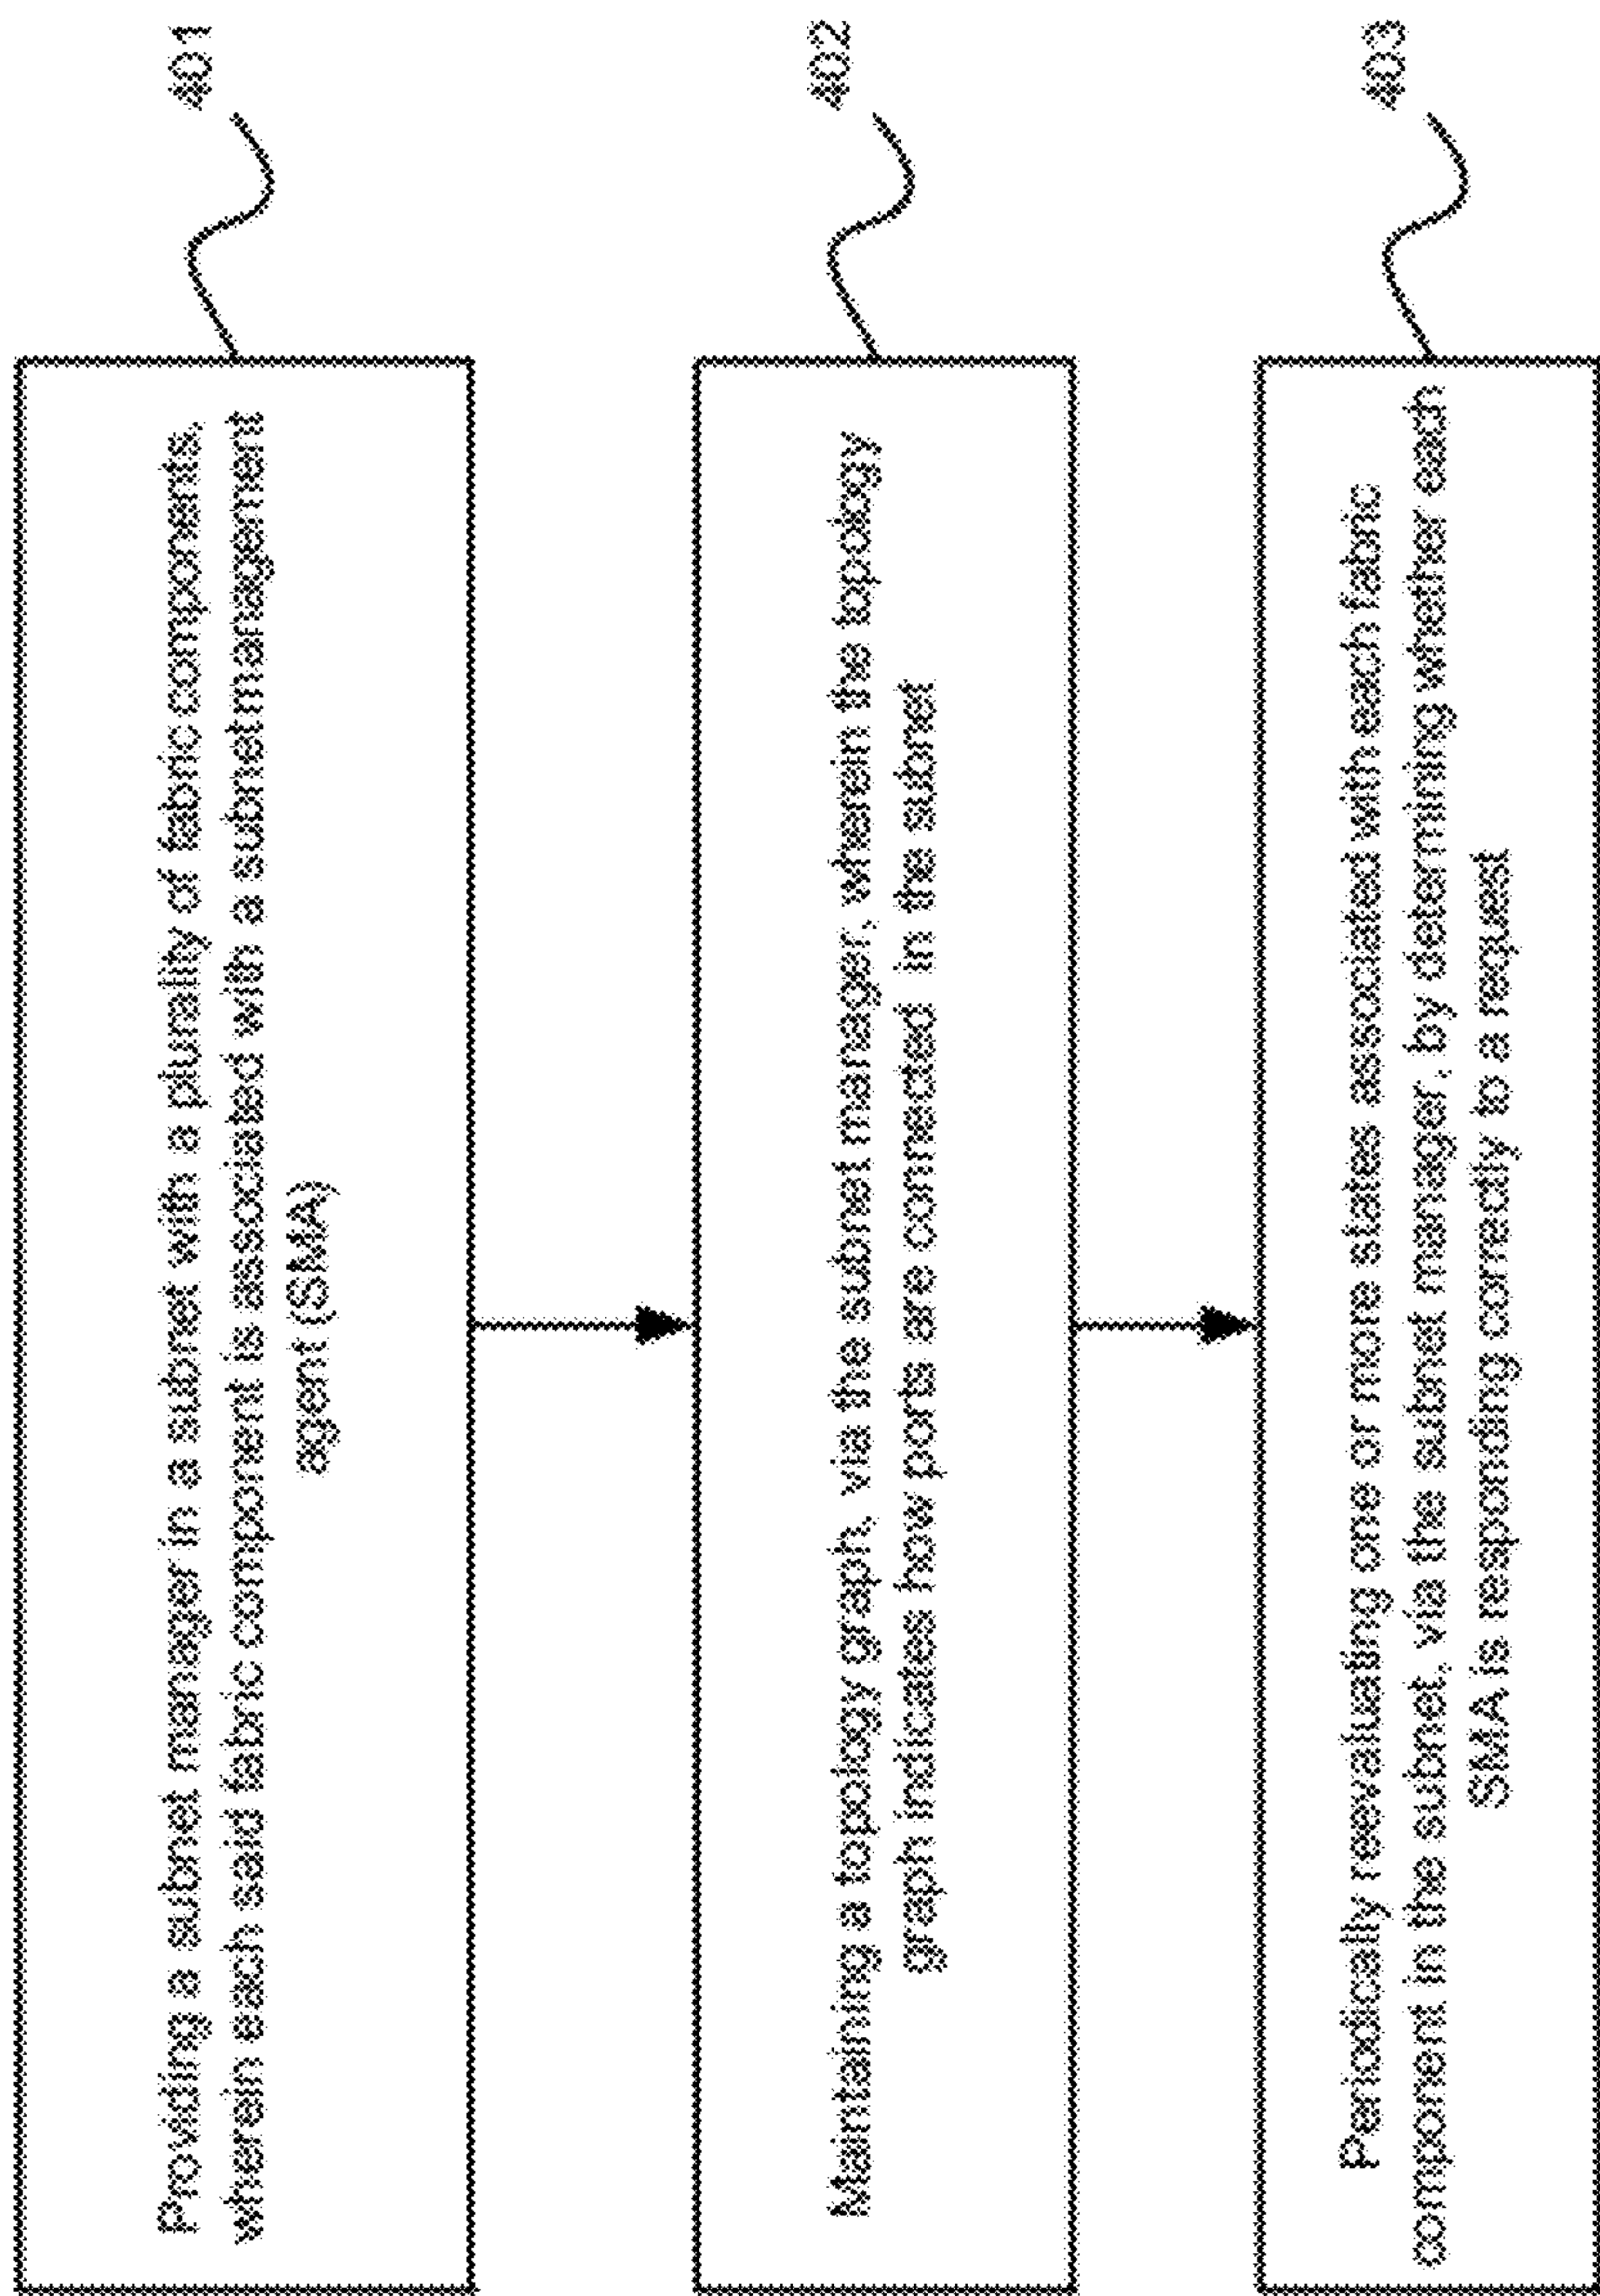 Providing a subnet manager in a subnet with a plurality of fabric components,
wherein each said fabric component is associated with a subnet management
agent (SMA)
401
Maintaining a topology graph, via the subnet manager, wherein the topology
graph indicates how ports are connected in the subnet
402
Periodically reevaluating one or more states associated with each fabric
component in the subnet, via the subnet manager, by determining whether each
SMA is responding correctly to a request
403